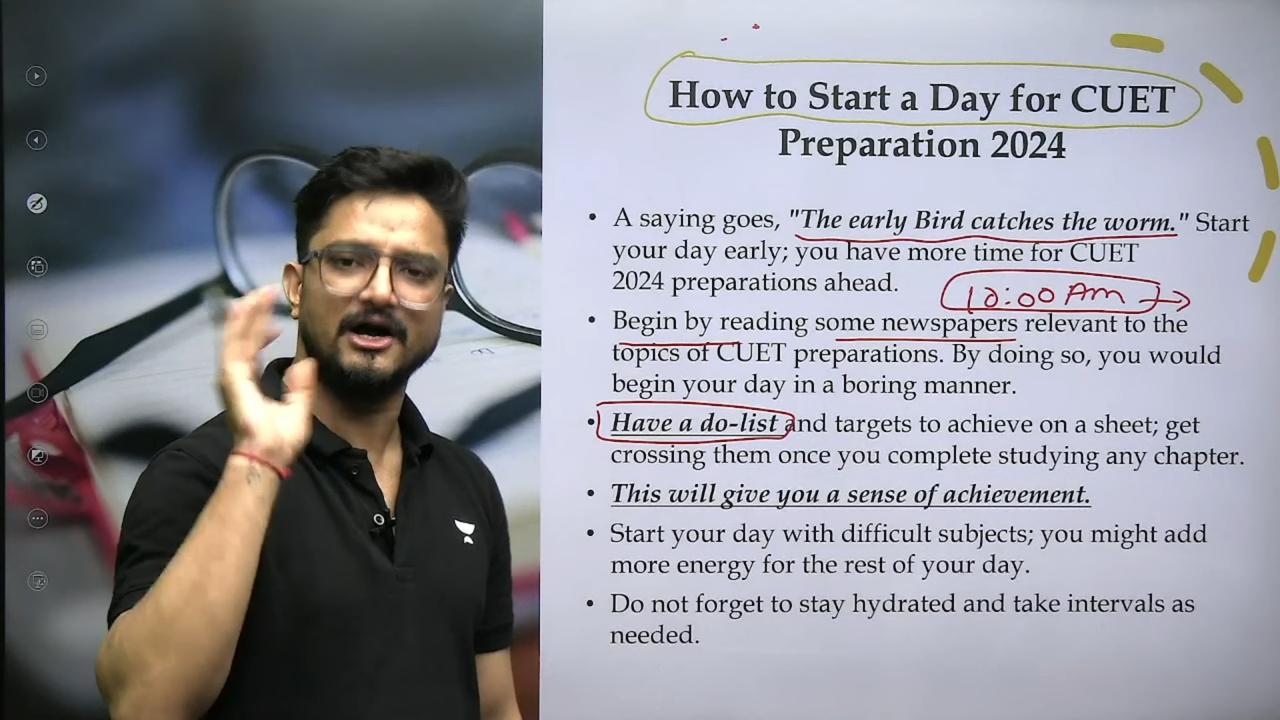 How to Start a Day for CUET
Preparation 2024
• A saying goes, "The early Bird catches the worm." Start
your day early; you have more time for CUET
2024 preparations ahead.
10:00 Am →
• Begin by reading some newspapers relevant to the
topics of CUET preparations. By doing so, you would
begin your day in a boring manner.
• Have a do-list and targets to achieve on a sheet; get
crossing them once you complete studying any chapter.
• This will give you a sense of achievement.
• Start your day with difficult subjects; you might add
more energy for the rest of your day.
• Do not forget to stay hydrated and take intervals as
needed.